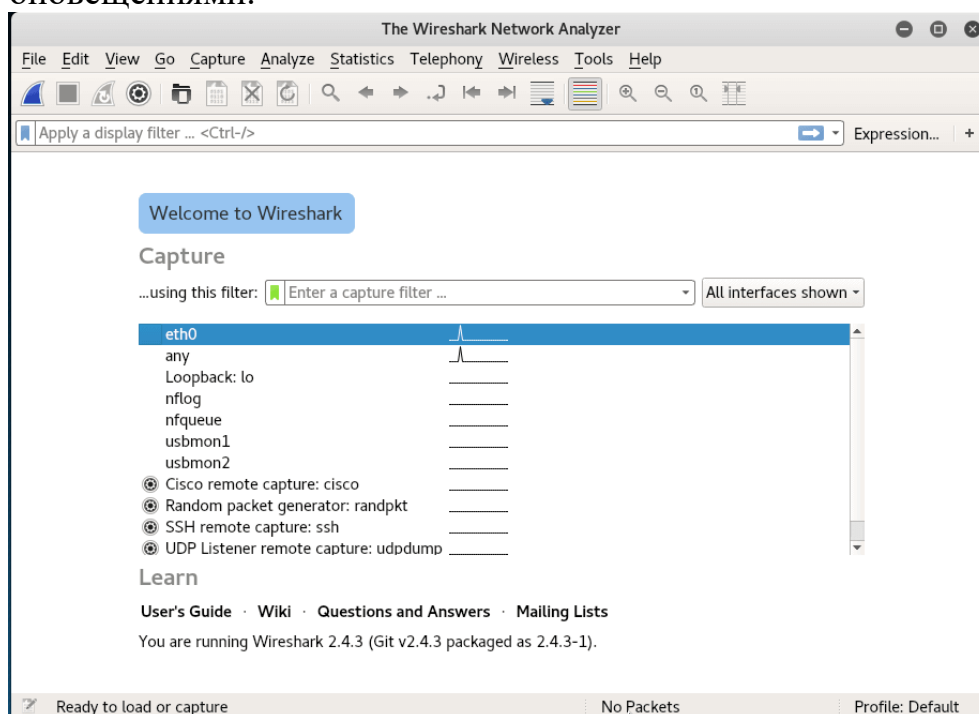 оповещениями.
The Wireshark Network Analyzer
File Edit View Go Capture Analyze Statistics Telephony Wireless Tools Help
Apply a display filter ... <Ctrl-/> Expression... +
Welcome to Wireshark
Capture
...using this filter: Enter a capture filter ... All interfaces shown
eth0
any
Loopback: lo
nflog
nfqueue
usbmon1
usbmon2
Cisco remote capture: cisco
Random packet generator: randpkt
SSH remote capture: ssh
UDP Listener remote capture: udpdump
Learn
User's Guide · Wiki · Questions and Answers · Mailing Lists
You are running Wireshark 2.4.3 (Git v2.4.3 packaged as 2.4.3-1).
Ready to load or capture No Packets Profile: Default